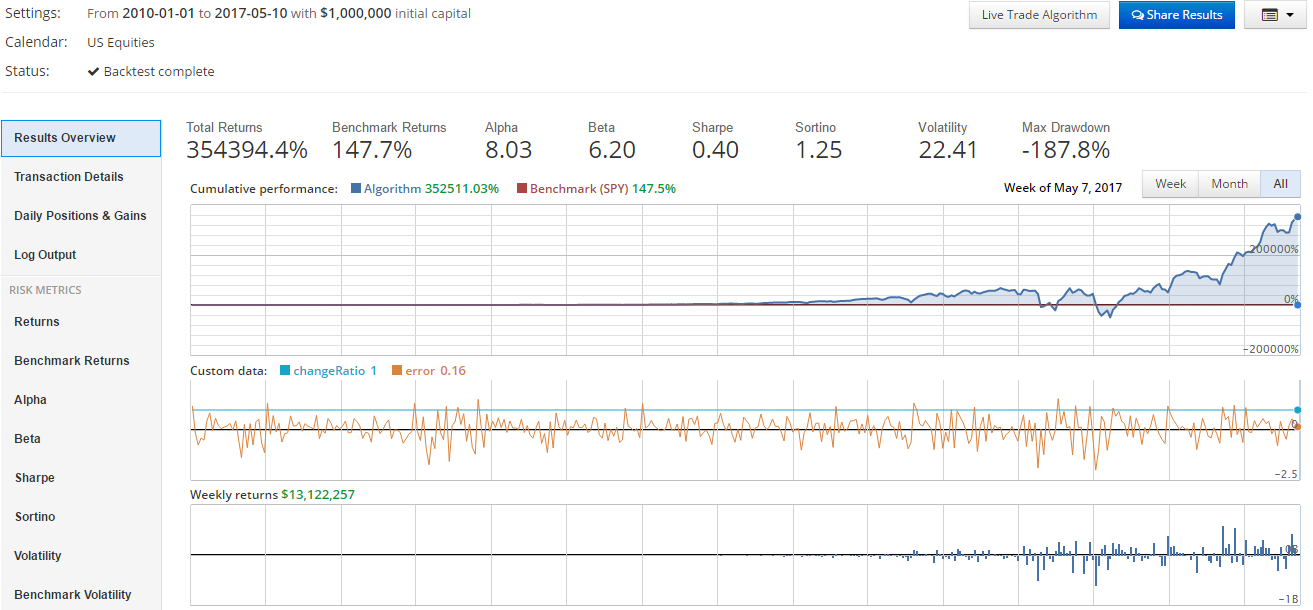 Settings: From 2010-01-01 to 2017-05-10 with $1,000,000 initial capital
Live Trade Algorithm
Share Results
Calendar: US Equities
Status: Backtest complete
Results Overview
Transaction Details
Daily Positions & Gains
Log Output
RISK METRICS
Returns
Benchmark Returns
Alpha
Beta
Sharpe
Sortino
Volatility
Benchmark Volatility
Total Returns Benchmark Returns Alpha Beta Sharpe Sortino Volatility Max Drawdown
354394.4% 147.7% 8.03 6.20 0.40 1.25 22.41 -187.8%
Cumulative performance: Algorithm 352511.03% Benchmark (SPY) 147.5% Week of May 7, 2017 Week Month All
200000%
0%
-200000%
Custom data: changeRatio 1 error 0.16
0
-2.5
Weekly returns $13,122,257
0B
-1B